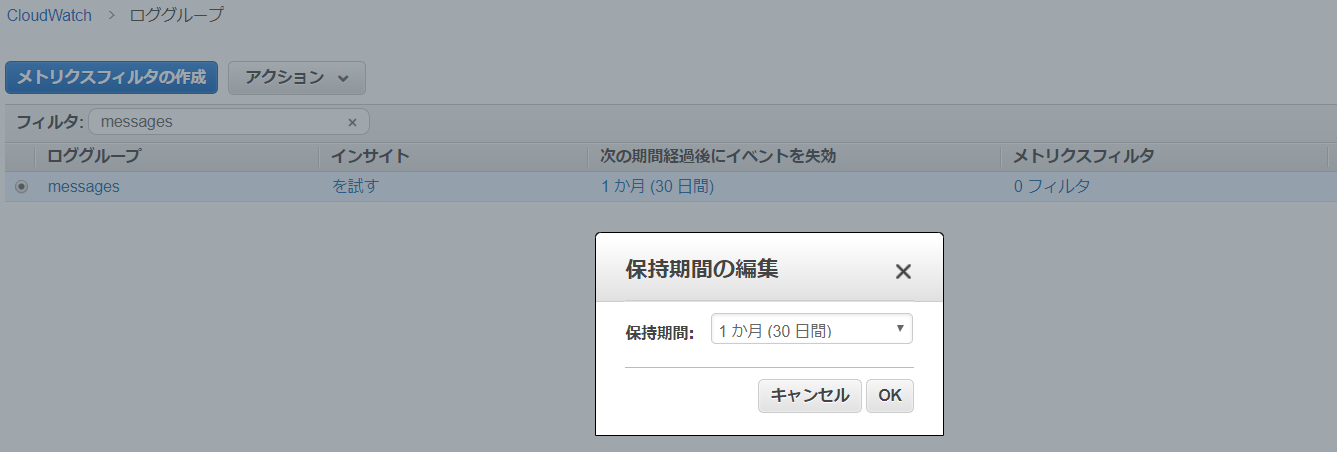 CloudWatch > ロググループ
メトリクスフィルタの作成 アクション
フィルタ: messages ×
ロググループ インサイト 次の期間経過後にイベントを失効 メトリクスフィルタ
messages を試す 1 か月 (30 日間) 0 フィルタ
保持期間の編集
保持期間: 1 か月 (30 日間)
キャンセル OK